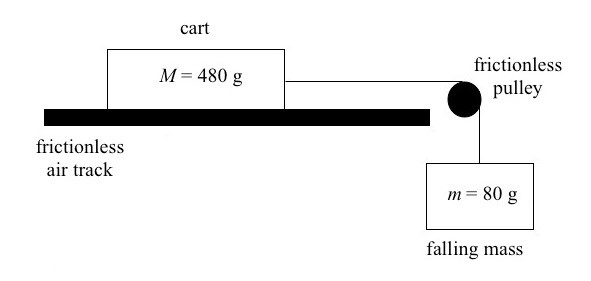 cart
M = 480 g
frictionless
pulley
frictionless
air track
m = 80 g
falling mass